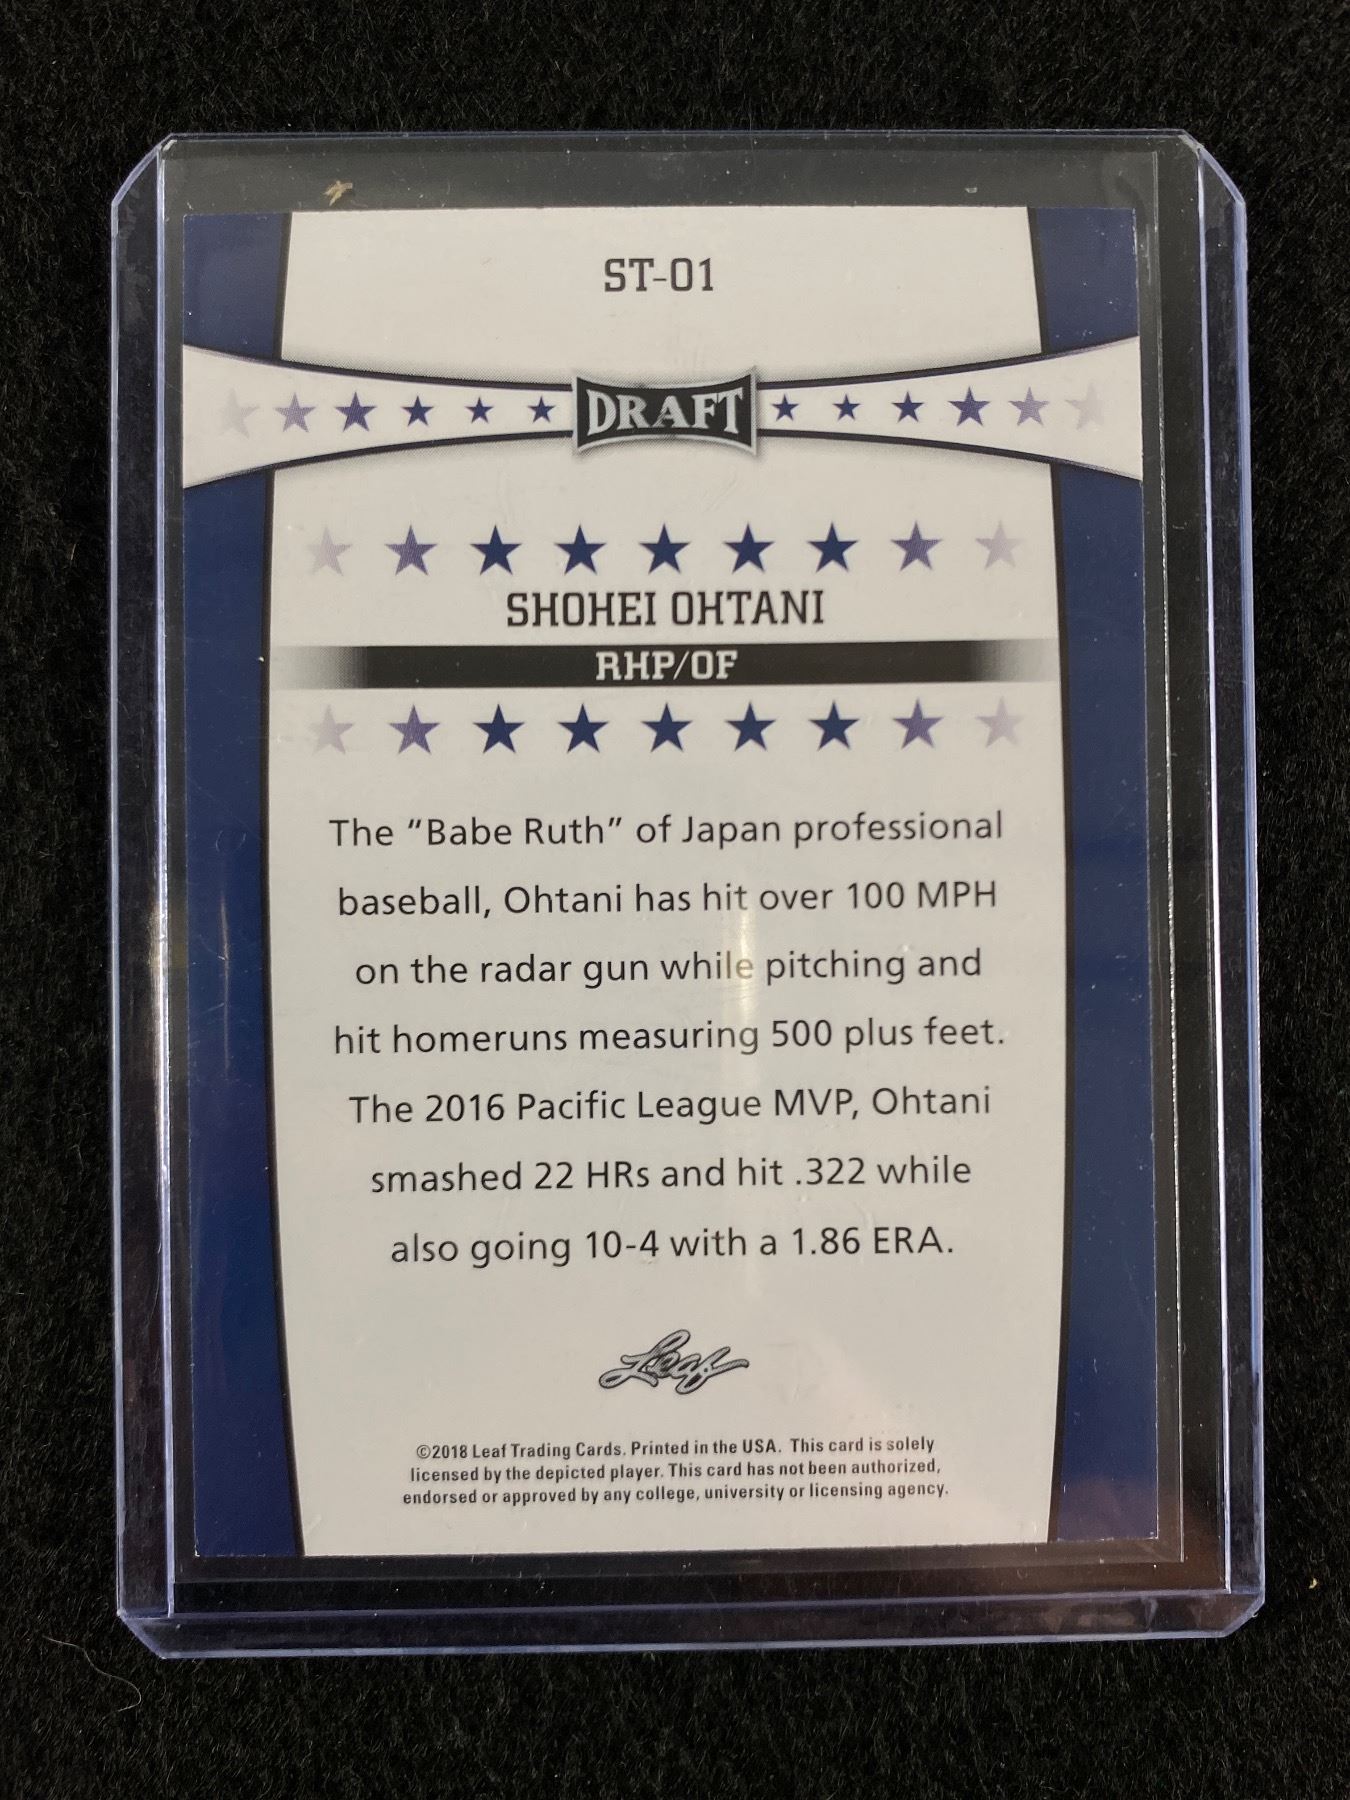 ST-01
DRAFT
SHOHEI OHTANI
RHP/OF
The “Babe Ruth” of Japan professional
baseball, Ohtani has hit over 100 MPH
on the radar gun while pitching and
hit homeruns measuring 500 plus feet.
The 2016 Pacific League MVP, Ohtani
smashed 22 HRs and hit .322 while
also going 10-4 with a 1.86 ERA.
Leaf
©2018 Leaf Trading Cards. Printed in the USA. This card is solely
licensed by the depicted player. This card has not been authorized,
endorsed or approved by any college, university or licensing agency.